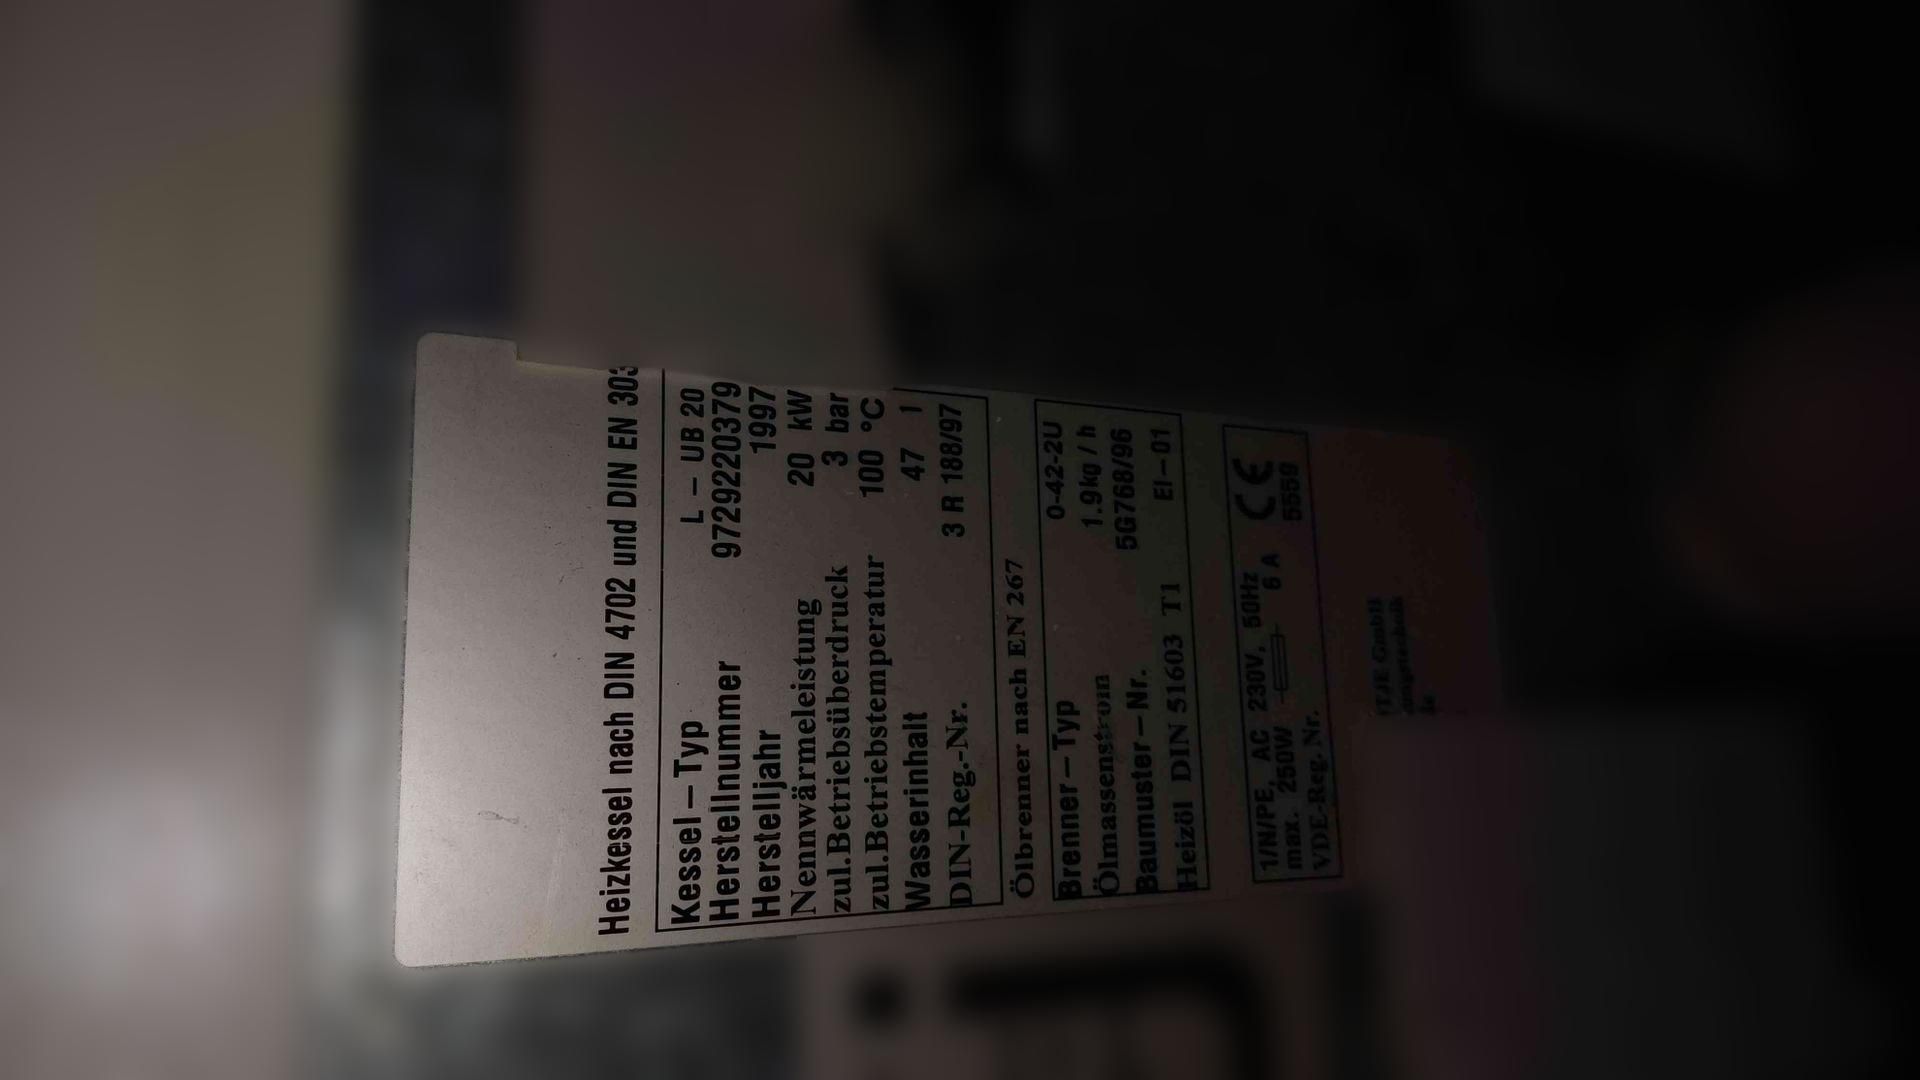 Heizkessel nach DIN 4702 und DIN EN 303
Kessel – Typ L – UB 20
Herstellnummer 9729220379
Herstelljahr 1997
Nennwärmeleistung 20 kW
zul.Betriebsüberdruck 3 bar
zul.Betriebstemperatur 100 °C
Wasserinhalt 47 l
DIN-Reg.-Nr. 3 R 188/97
Ölbrenner nach EN 267
Brenner – Typ 0-42-2U
Ölmassenstrom 1.9kg / h
Baumuster – Nr. 5G768/96
Heizöl DIN 51603 T1 EI – 01
1/N/PE, AC 230V, 50Hz CE
max. 250W 6 A 5559
VDE-Reg. Nr.
GmbH